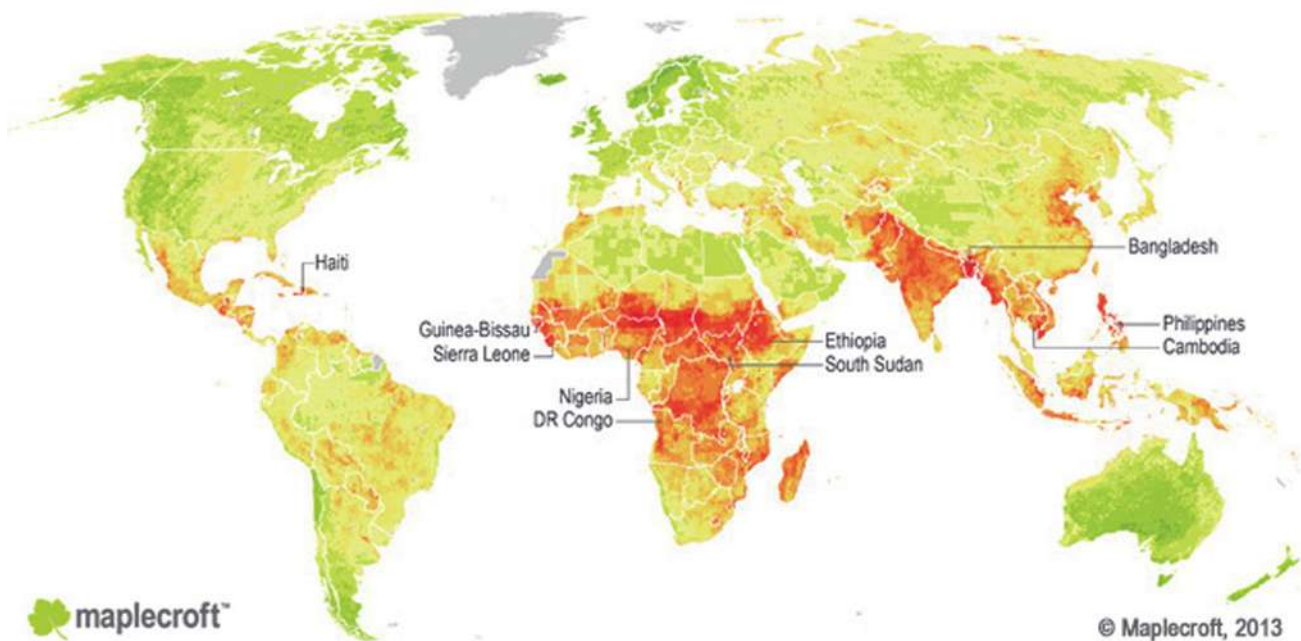 Haiti
Bangladesh
Guinea-Bissau
Sierra Leone
Ethiopia
South Sudan
Philippines
Cambodia
Nigeria
DR Congo
maplecroft™
© Maplecroft, 2013